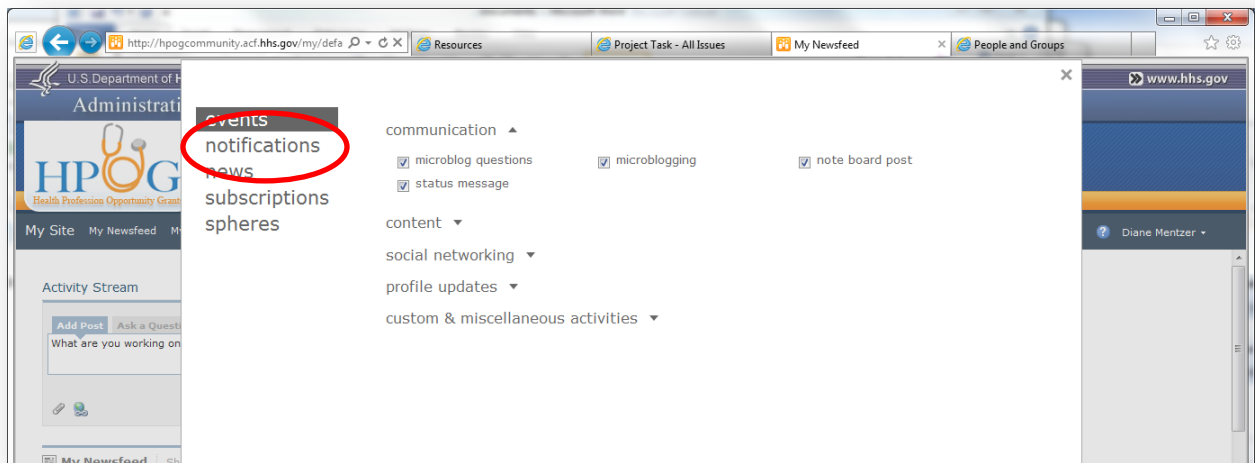 http://hpogcommunity.acf.hhs.gov/my/defa
Resources
Project Task - All Issues
My Newsfeed
People and Groups
U.S. Department of H
www.hhs.gov
Administrati
HPOG
Health Profession Opportunity Grant
My Site My Newsfeed M
Diane Mentzer
events
notifications
news
subscriptions
spheres
communication
microblog questions microblogging note board post
status message
content
social networking
profile updates
custom & miscellaneous activities
Activity Stream
Add Post Ask a Questi
What are you working on
My Newsfeed